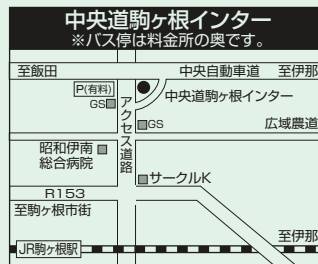 中央道駒ヶ根インター
※バス停は料金所の奥です。
至飯田
中央自動車道
至伊那
P(有料)
GS
アクセス道路
中央道駒ヶ根インター
GS
広域農道
昭和伊南
総合病院
サークルK
R153
至駒ヶ根市街
至伊那
JR駒ヶ根駅